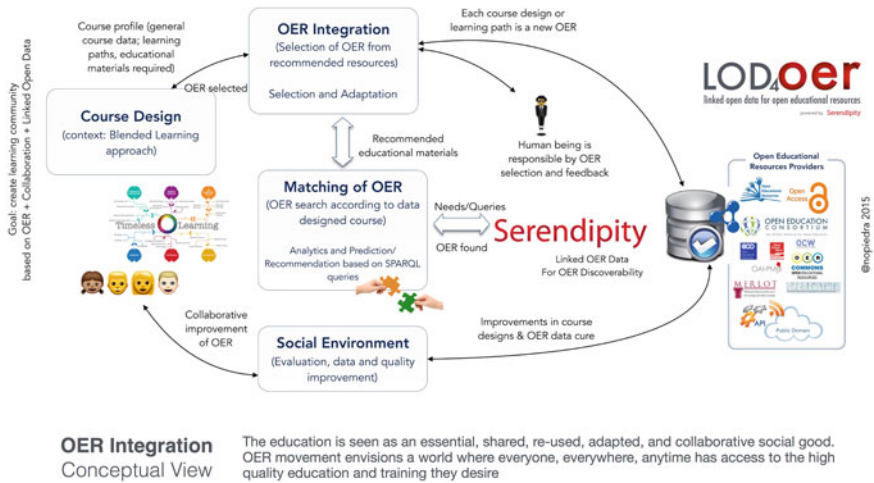 Goal: create learning community
based on OER + Collaboration + Linked Open Data
Course profile (general
course data; learning
paths, educational
materials required)
OER selected
OER Integration
(Selection of OER from
recommended resources)
Selection and Adaptation
Each course design or
learning path is a new OER
LOD4oer
linked open data for open educational resources
powered by Serendipity
Course Design
(context: Blended Learning
approach)
Timeless Learning
Recommended
educational materials
Human being is
responsible by OER
selection and feedback
Matching of OER
(OER search according to data
designed course)
Analytics and Prediction/
Recommendation based on SPARQL
queries
Needs/Queries
OER found
Serendipity
Linked OER Data
For OER Discoverability
Open Educational
Resources Providers
Open
Educational
Resources
Open
Access
OPEN EDUCATION
CONSORTIUM
OCW
OER
COMMONS
OPEN EDUCATIONAL RESOURCES
OAI-PMH
MERLOT
API
Public Domain
@nopiedra 2015
Collaborative
improvement
of OER
Social Environment
(Evaluation, data and quality
improvement)
Improvements in course
designs & OER data cure
OER Integration
Conceptual View
The education is seen as an essential, shared, re-used, adapted, and collaborative social good.
OER movement envisions a world where everyone, everywhere, anytime has access to the high
quality education and training they desire